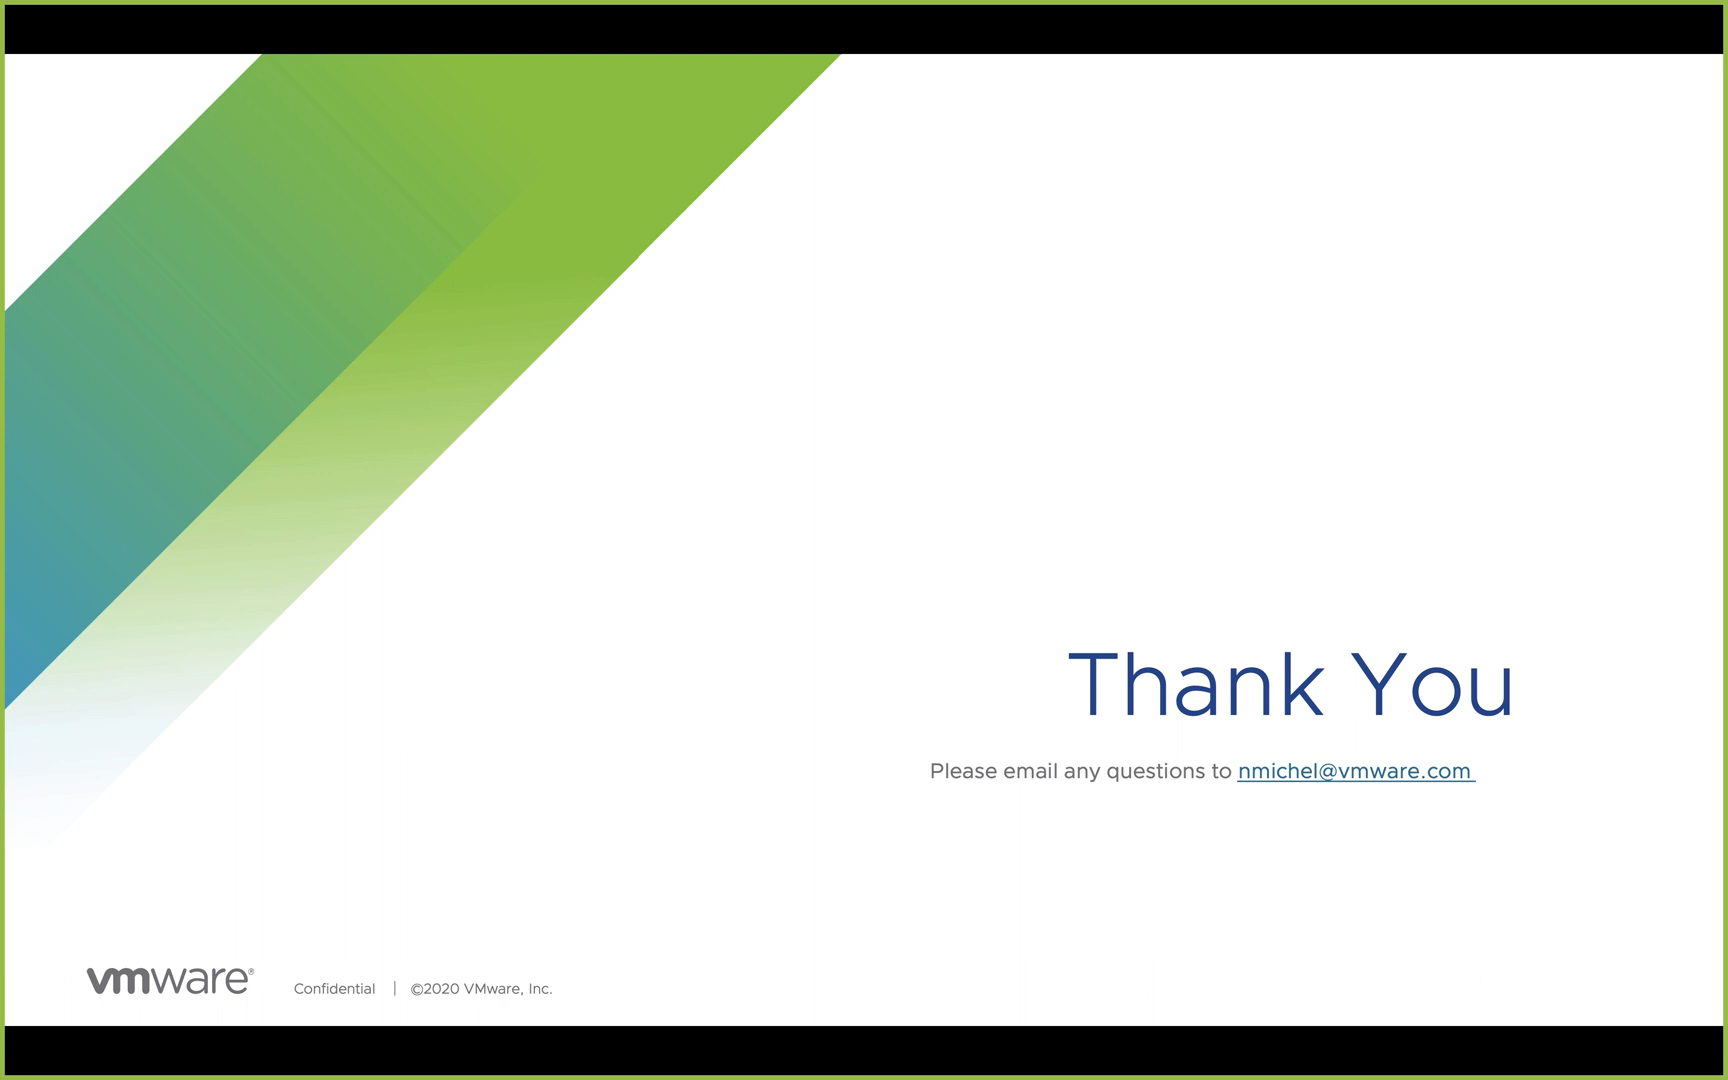 Thank You
Please email any questions to nmichel@vmware.com
vmware® Confidential | ©2020 VMware, Inc.